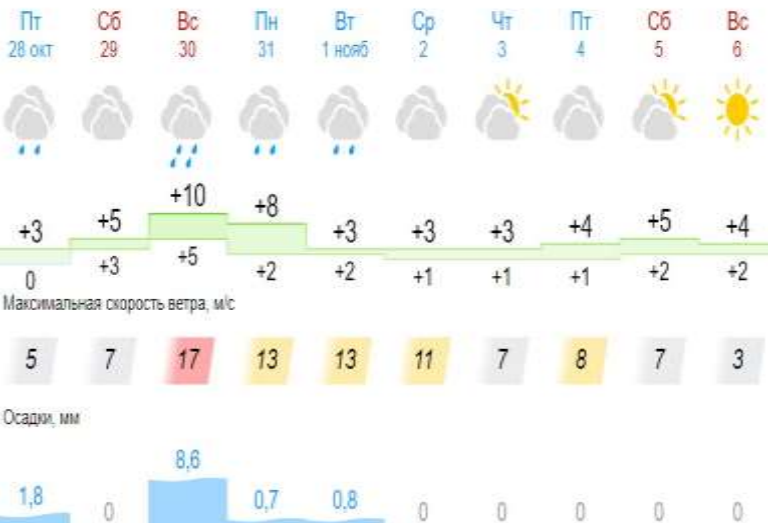 Пт Сб Вс Пн Вт Ср Чт Пт Сб Вс
28 окт 29 30 31 1 нояб 2 3 4 5 6
+3 +5 +10 +8 +3 +3 +3 +4 +5 +4
0 +3 +5 +2 +2 +1 +1 +1 +2 +2
Максимальная скорость ветра, м/с
5 7 17 13 13 11 7 8 7 3
Осадки, мм
1,8 0 8,6 0,7 0,8 0 0 0 0 0